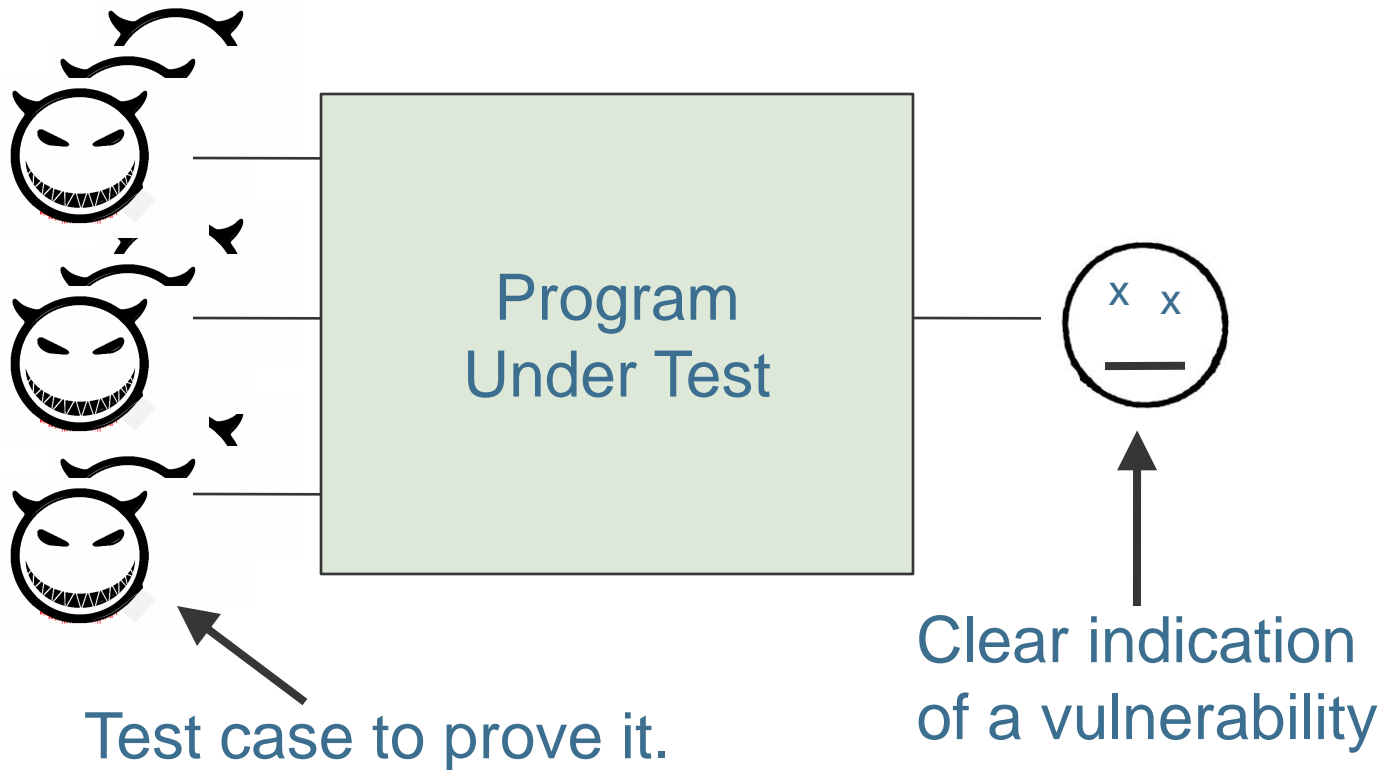 Program
Under Test
x x
Clear indication
of a vulnerability
Test case to prove it.